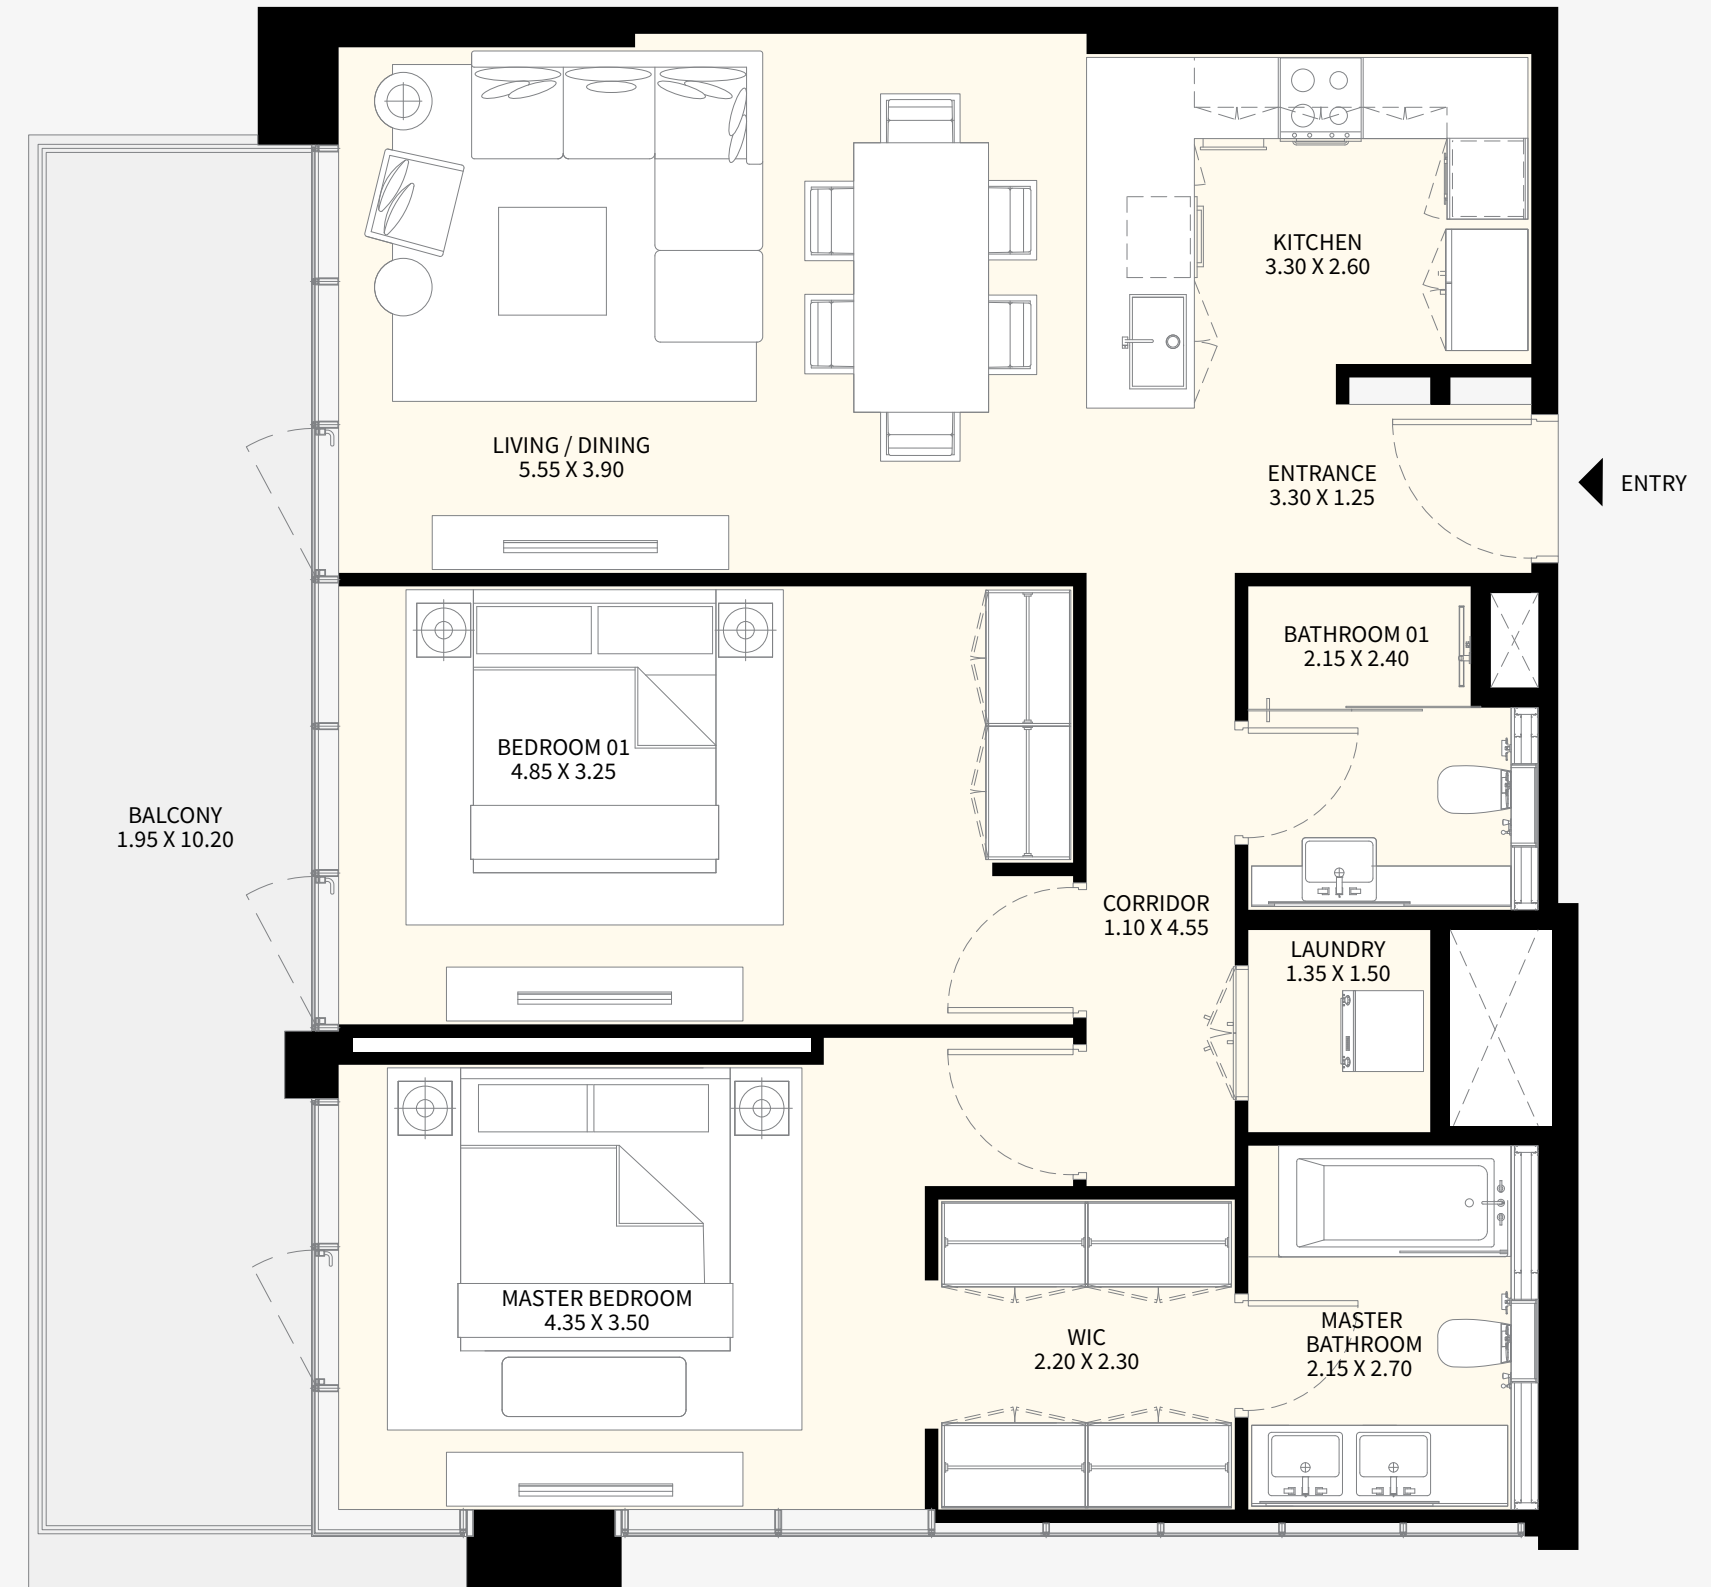 KITCHEN
3.30 X 2.60
LIVING / DINING
5.55 X 3.90
ENTRANCE
3.30 X 1.25
ENTRY
BATHROOM 01
2.15 X 2.40
BEDROOM 01
4.85 X 3.25
BALCONY
1.95 X 10.20
CORRIDOR
1.10 X 4.55
LAUNDRY
1.35 X 1.50
MASTER BEDROOM
4.35 X 3.50
WIC
2.20 X 2.30
MASTER
BATHROOM
2.15 X 2.70